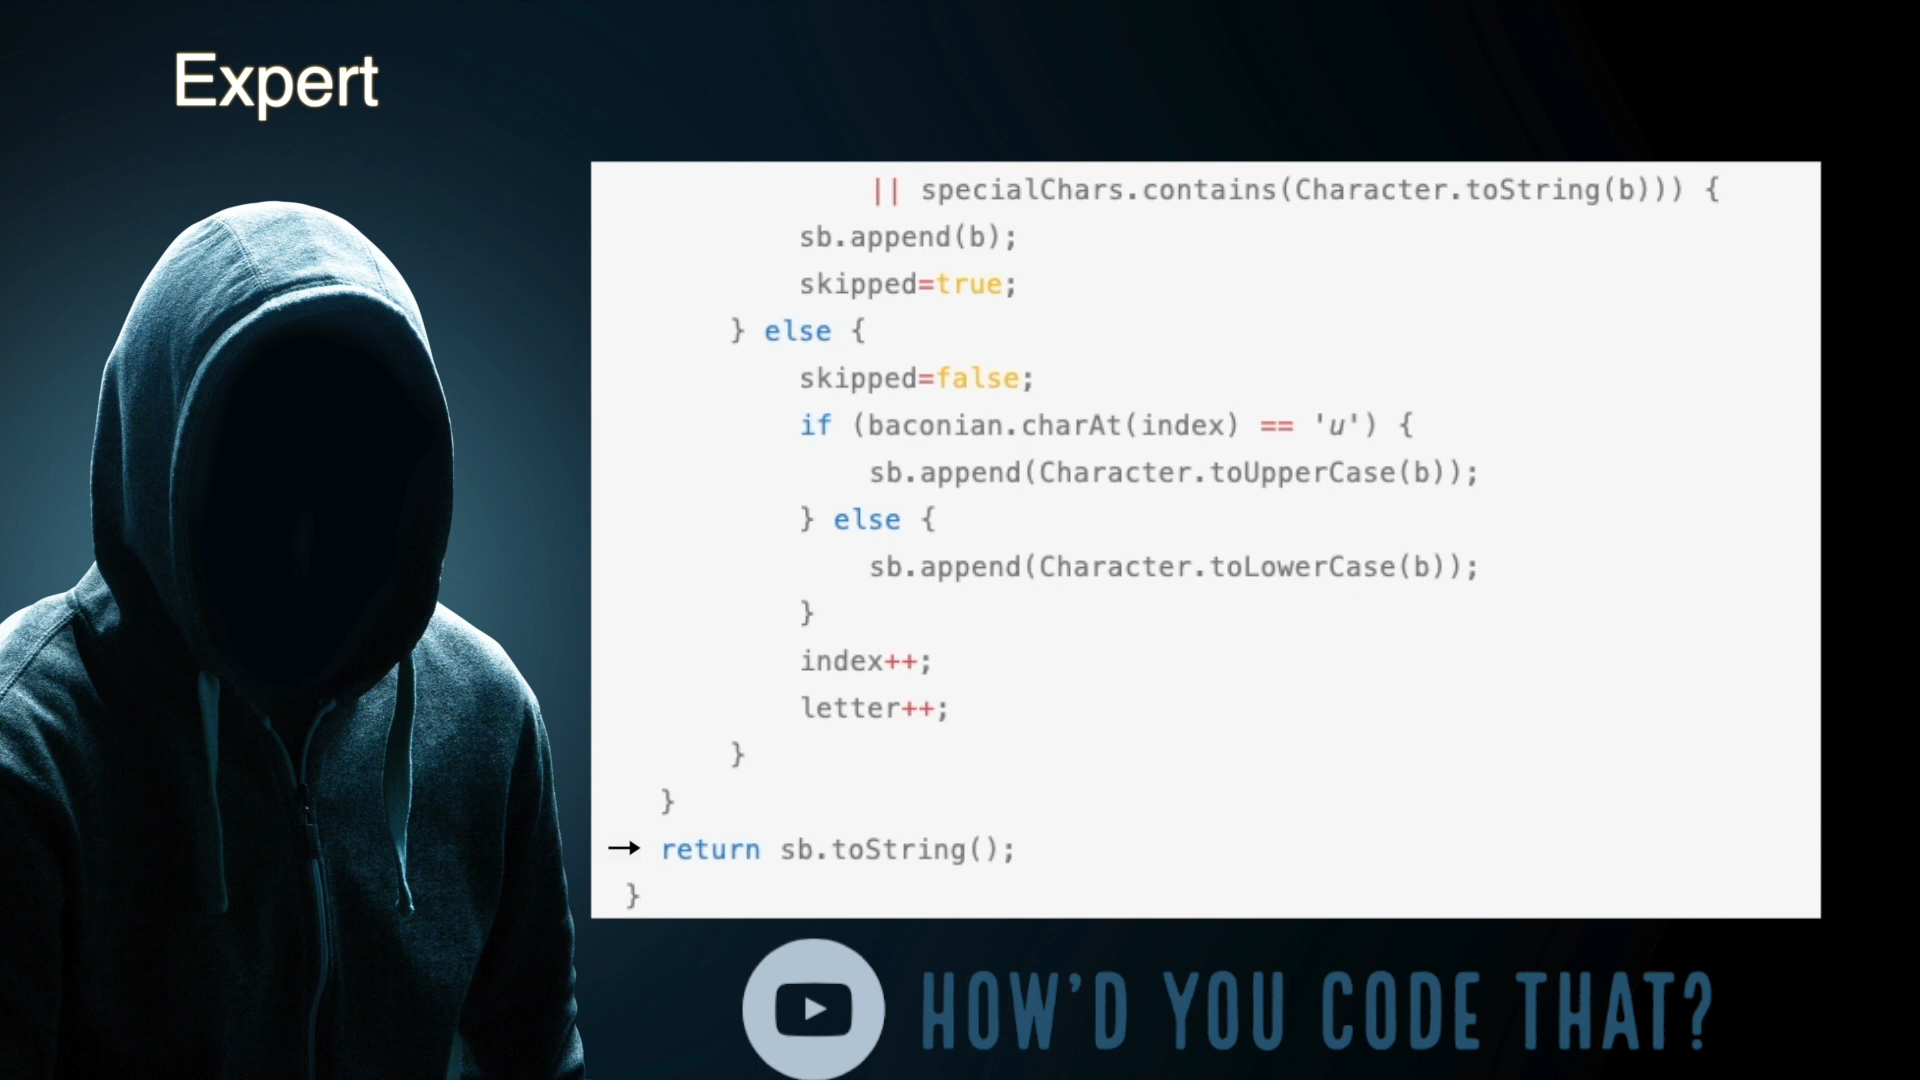 Expert
|| specialChars.contains(Character.toString(b))) {
sb.append(b);
skipped=true;
} else {
skipped=false;
if (baconian.charAt(index) == 'u') {
sb.append(Character.toUpperCase(b));
} else {
sb.append(Character.toLowerCase(b));
}
index++;
letter++;
}
}
return sb.toString();
}
HOW'D YOU CODE THAT?